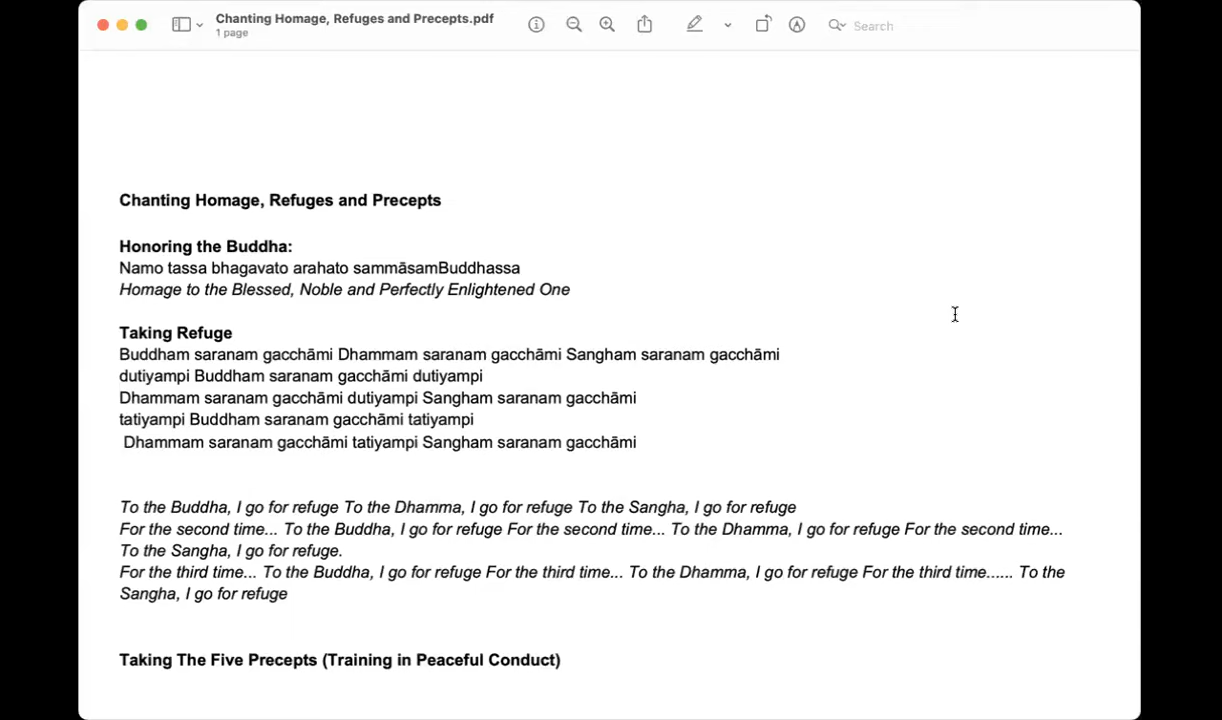 Chanting Homage, Refuges and Precepts.pdf
1 page
Search
Chanting Homage, Refuges and Precepts
Honoring the Buddha:
Namo tassa bhagavato arahato sammāsamBuddhassa
Homage to the Blessed, Noble and Perfectly Enlightened One
Taking Refuge
Buddham saranam gacchāmi Dhammam saranam gacchāmi Sangham saranam gacchāmi
dutiyampi Buddham saranam gacchāmi dutiyampi
Dhammam saranam gacchāmi dutiyampi Sangham saranam gacchāmi
tatiyampi Buddham saranam gacchāmi tatiyampi
Dhammam saranam gacchāmi tatiyampi Sangham saranam gacchāmi
To the Buddha, I go for refuge To the Dhamma, I go for refuge To the Sangha, I go for refuge
For the second time... To the Buddha, I go for refuge For the second time... To the Dhamma, I go for refuge For the second time...
To the Sangha, I go for refuge.
For the third time... To the Buddha, I go for refuge For the third time... To the Dhamma, I go for refuge For the third time...... To the
Sangha, I go for refuge
Taking The Five Precepts (Training in Peaceful Conduct)